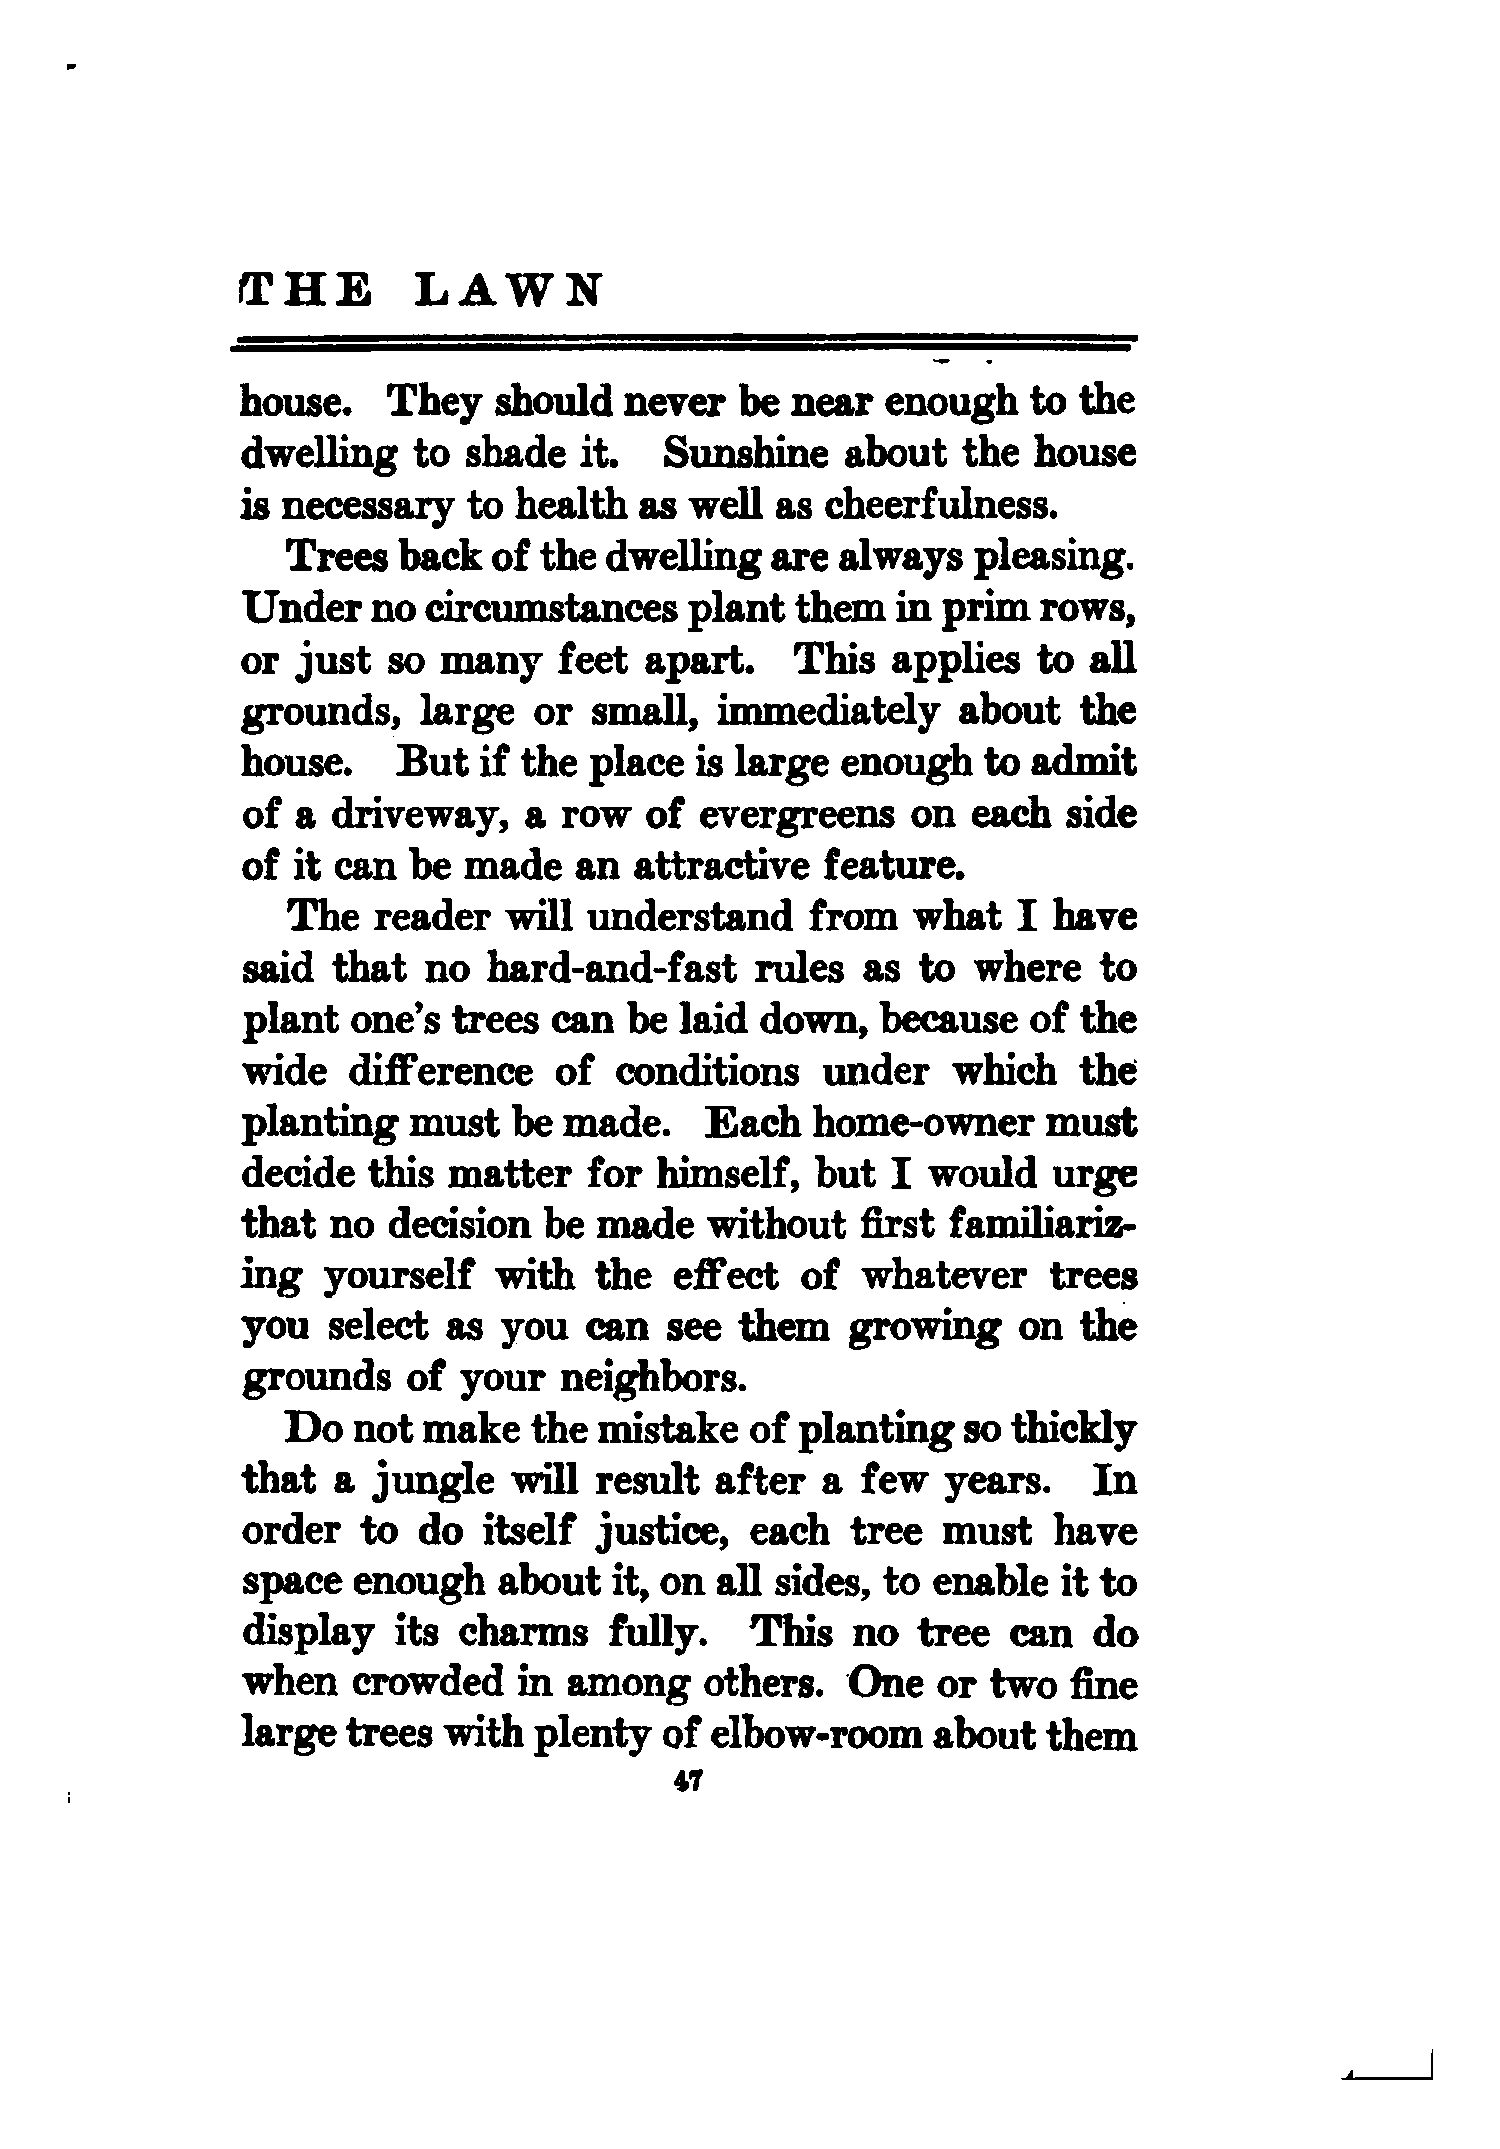 THE LAWN
house. They should never be near enough to the
dwelling to shade it. Sunshine about the house
is necessary to health as well as cheerfulness.
Trees back of the dwelling are always pleasing.
Under no circumstances plant them in prim rows,
or just so many feet apart. This applies to all
grounds, large or small, immediately about the
house. But if the place is large enough to admit
of a driveway, a row of evergreens on each side
of it can be made an attractive feature.
The reader will understand from what I have
said that no hard-and-fast rules as to where to
plant one's trees can be laid down, because of the
wide difference of conditions under which the
planting must be made. Each home-owner must
decide this matter for himself, but I would urge
that no decision be made without first familiariz-
ing yourself with the effect of whatever trees
you select as you can see them growing on the
grounds of your neighbors.
Do not make the mistake of planting so thickly
that a jungle will result after a few years. In
order to do itself justice, each tree must have
space enough about it, on all sides, to enable it to
display its charms fully. This no tree can do
when crowded in among others. One or two fine
large trees with plenty of elbow-room about them
47